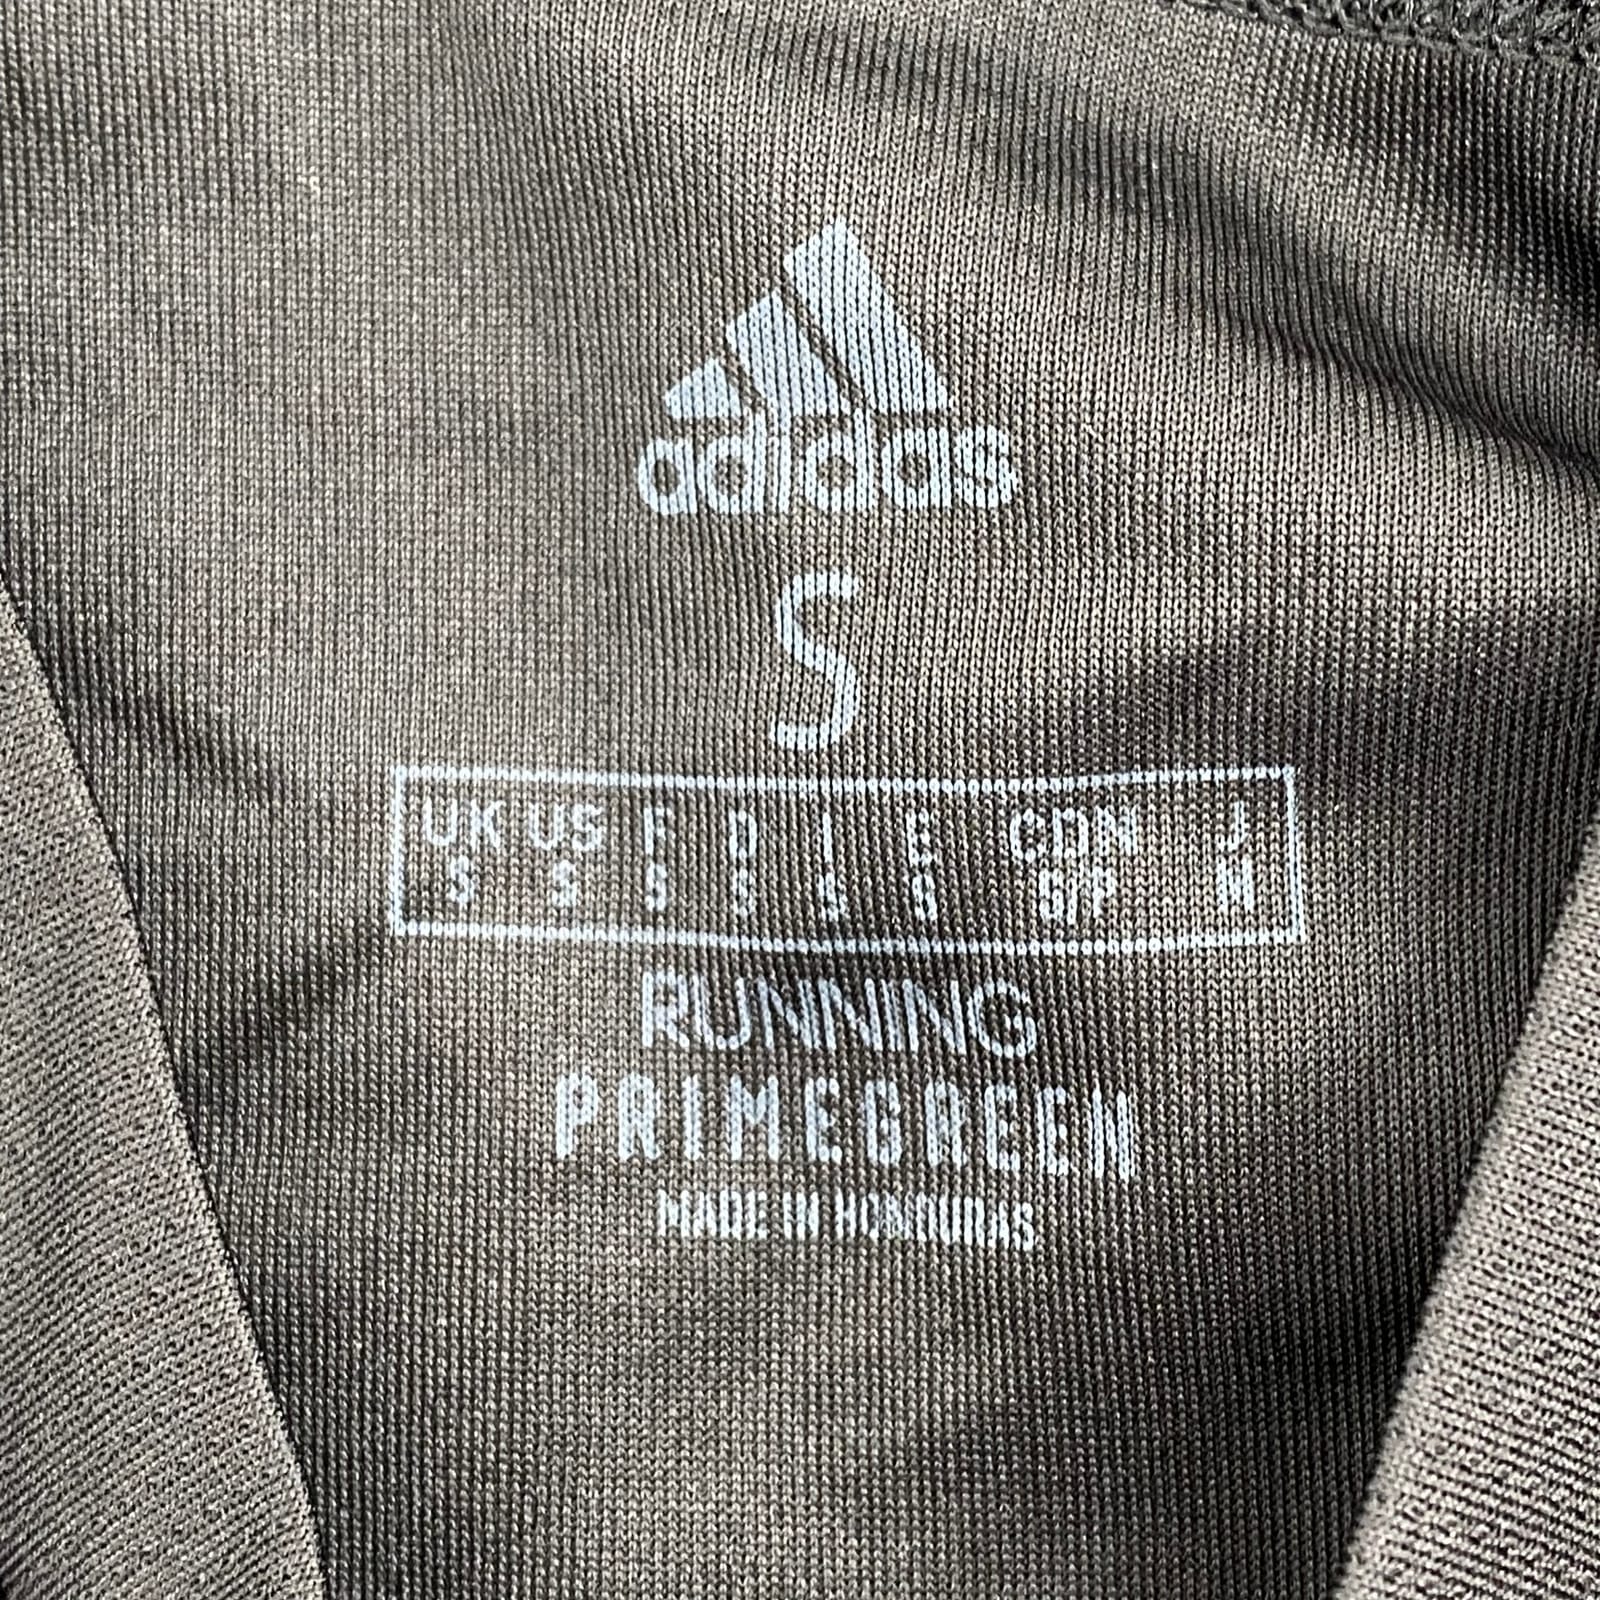 adidas
S
UK US F D I E CDN J
S S S S S S S/P M
RUNNING
PRIMEGREEN
MADE IN HONDURAS